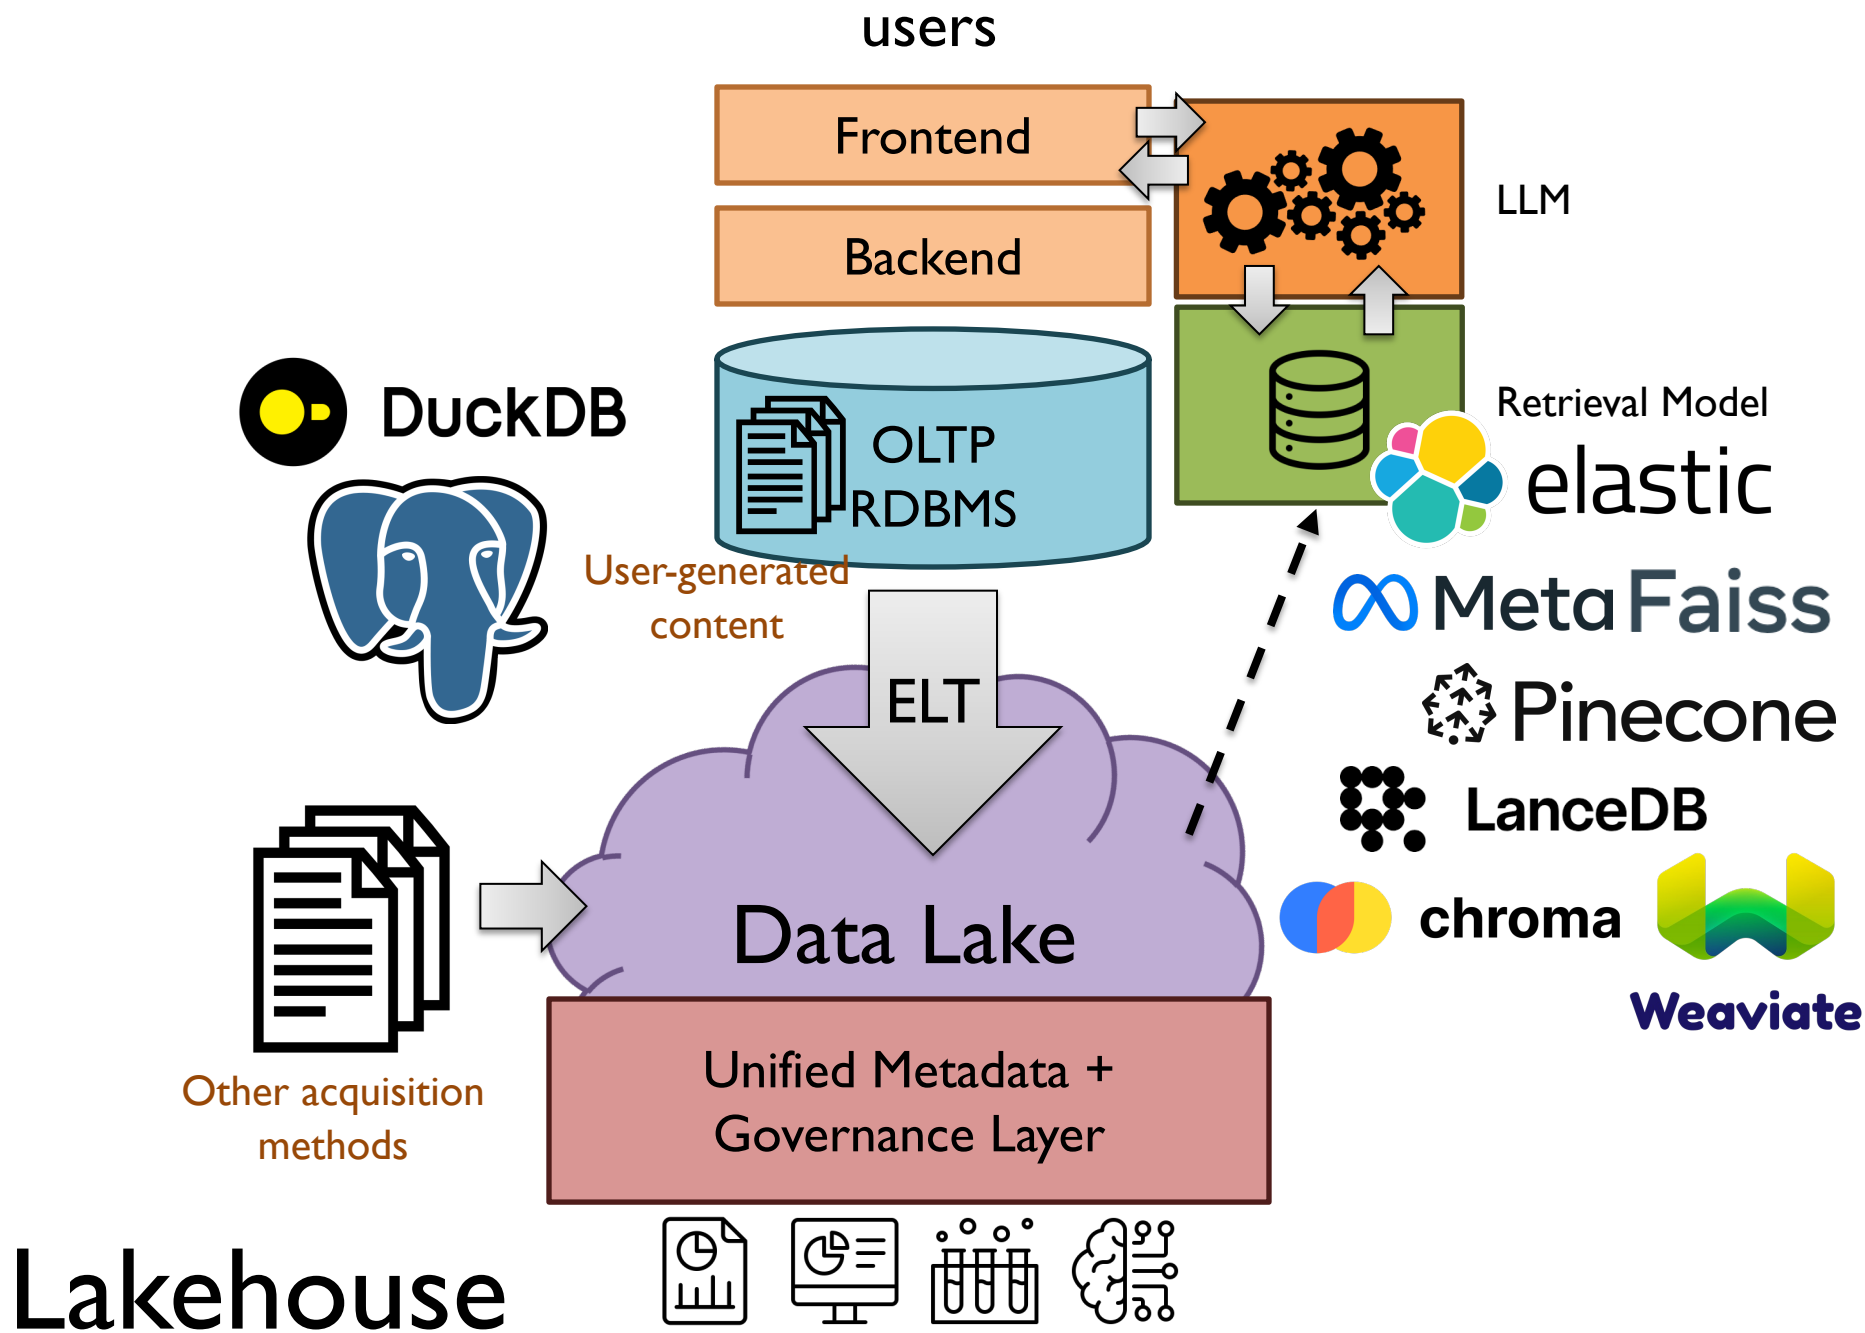 users
Frontend
Backend
LLM
DuckDB
OLTP
RDBMS
Retrieval Model
elastic
User-generated
content
Meta Faiss
ELT
Pinecone
LanceDB
chroma
Weaviate
Data Lake
Other acquisition
methods
Unified Metadata +
Governance Layer
Lakehouse